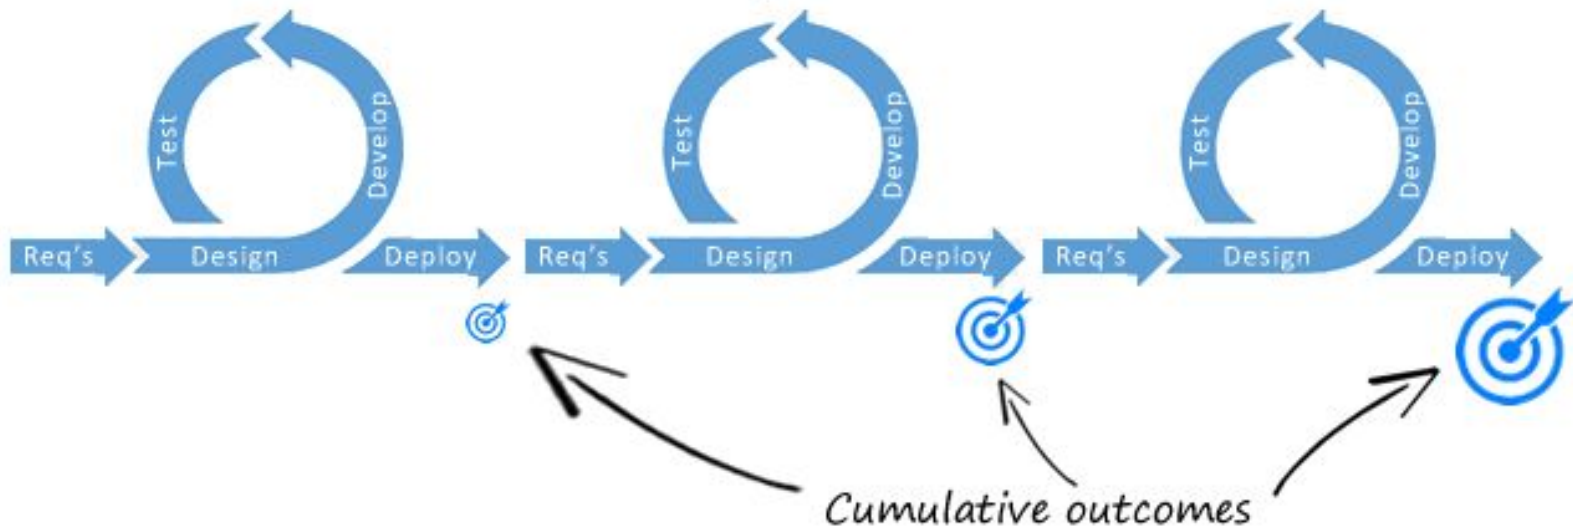 Test
Develop
Req's
Design
Deploy
Test
Develop
Req's
Design
Deploy
Test
Develop
Req's
Design
Deploy
Cumulative outcomes